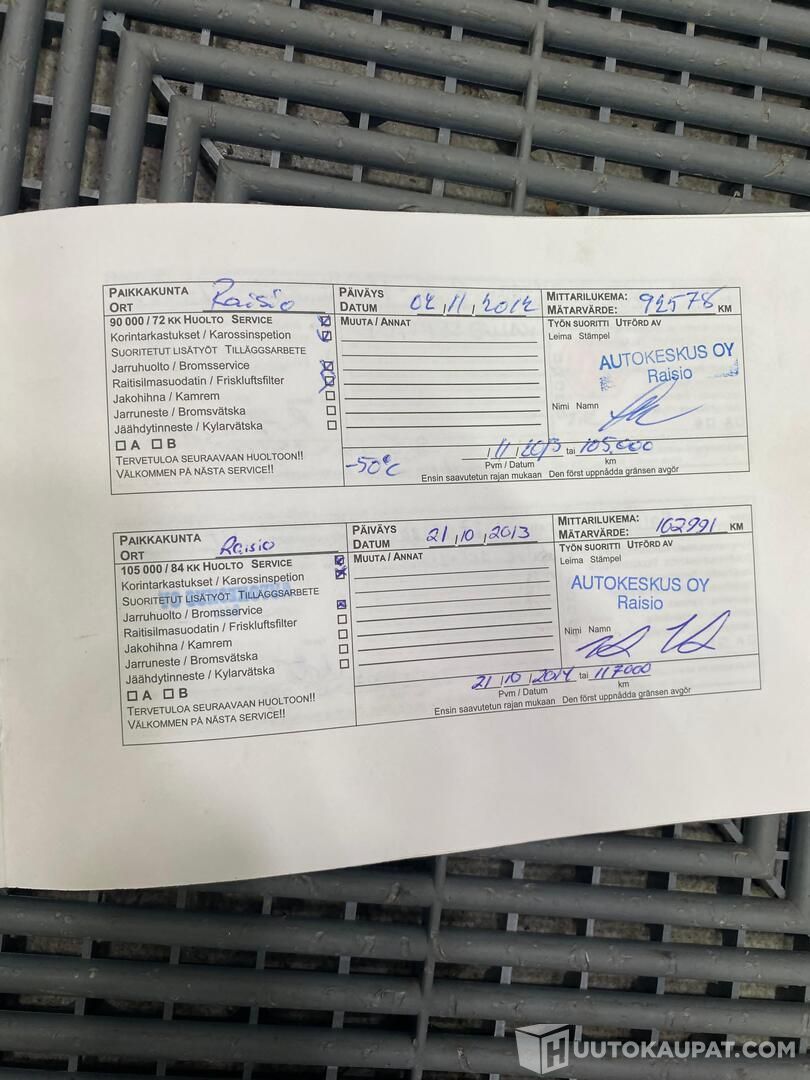 PAIKKAKUNTA ORT Raisio PÄIVÄYS DATUM 02,11,2012 MITTARILUKEMA: MÄTARVÄRDE: 92578 KM
90 000 / 72 KK HUOLTO SERVICE
Korintarkastukset / Karossinspetion
SUORITETUT LISÄTYÖT TILLÄGGSARBETE
Jarruhuolto / Bromsservice
Raitisilmasuodatin / Friskluftsfilter
Jakohihna / Kamrem
Jarruneste / Bromsvätska
Jäähdytinneste / Kylarvätska
A B
TERVETULOA SEURAAVAAN HUOLTOON!!
VÄLKOMMEN PÅ NÄSTA SERVICE!!
MUUTA / ANNAT
-50°C
TYÖN SUORITTI UTFÖRD AV
Leima Stämpel
AUTOKESKUS OY
Raisio
Nimi Namn
,11,2013 tai 105.000
Pvm / Datum km
Ensin saavutetun rajan mukaan Den först uppnådda gränsen avgör
PAIKKAKUNTA ORT Raisio PÄIVÄYS DATUM 21,10,2013 MITTARILUKEMA: MÄTARVÄRDE: 102991 KM
105 000 / 84 KK HUOLTO SERVICE
Korintarkastukset / Karossinspetion
SUORITETUT LISÄTYÖT TILLÄGGSARBETE
Jarruhuolto / Bromsservice
Raitisilmasuodatin / Friskluftsfilter
Jakohihna / Kamrem
Jarruneste / Bromsvätska
Jäähdytinneste / Kylarvätska
A B
TERVETULOA SEURAAVAAN HUOLTOON!!
VÄLKOMMEN PÅ NÄSTA SERVICE!!
MUUTA / ANNAT
TYÖN SUORITTI UTFÖRD AV
Leima Stämpel
AUTOKESKUS OY
Raisio
Nimi Namn
21,10,2014 tai 117000
Pvm / Datum km
Ensin saavutetun rajan mukaan Den först uppnådda gränsen avgör
HUUTOKAUPAT.COM